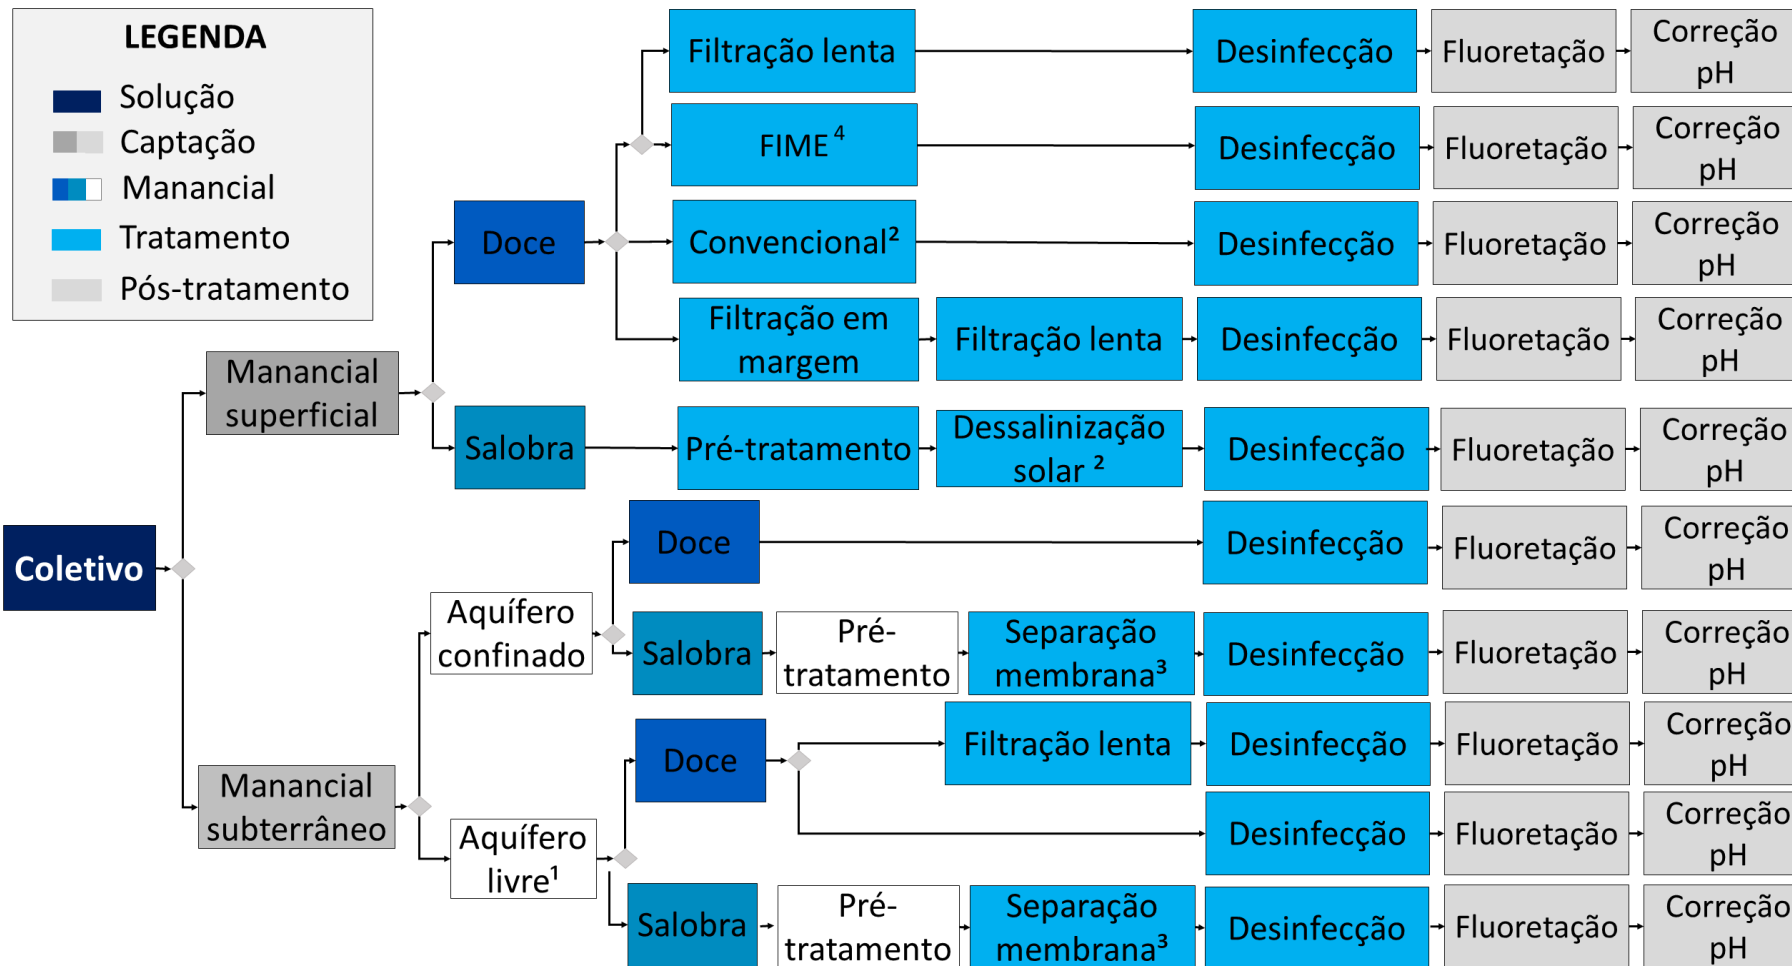 LEGENDA
Solução
Captação
Manancial
Tratamento
Pós-tratamento
Filtração lenta
Desinfecção
Fluoretação
Correção
pH
FIME⁴
Desinfecção
Fluoretação
Correção
pH
Doce
Convencional²
Desinfecção
Fluoretação
Correção
pH
Filtração em
margem
Filtração lenta
Desinfecção
Fluoretação
Correção
pH
Manancial
superficial
Salobra
Pré-tratamento
Dessalinização
solar ²
Desinfecção
Fluoretação
Correção
pH
Coletivo
Doce
Desinfecção
Fluoretação
Correção
pH
Aquífero
confinado
Salobra
Pré-
tratamento
Separação
membrana³
Desinfecção
Fluoretação
Correção
pH
Doce
Filtração lenta
Desinfecção
Fluoretação
Correção
pH
Manancial
subterrâneo
Desinfecção
Fluoretação
Correção
pH
Aquífero
livre¹
Salobra
Pré-
tratamento
Separação
membrana³
Desinfecção
Fluoretação
Correção
pH